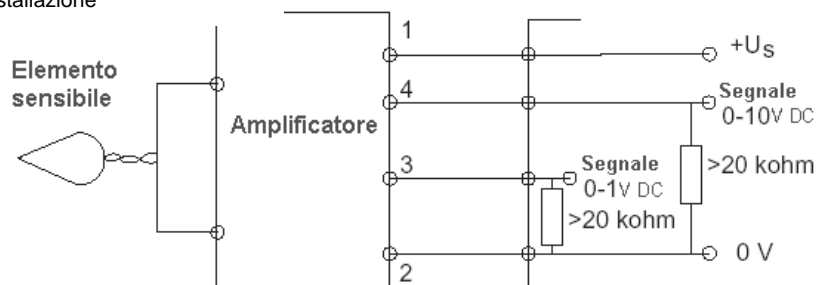 stallazione
1
+Us
Elemento
sensibile
4
Segnale
0-10V DC
Amplificatore
3
Segnale
0-1V DC
>20 kohm
>20 kohm
2
0 V